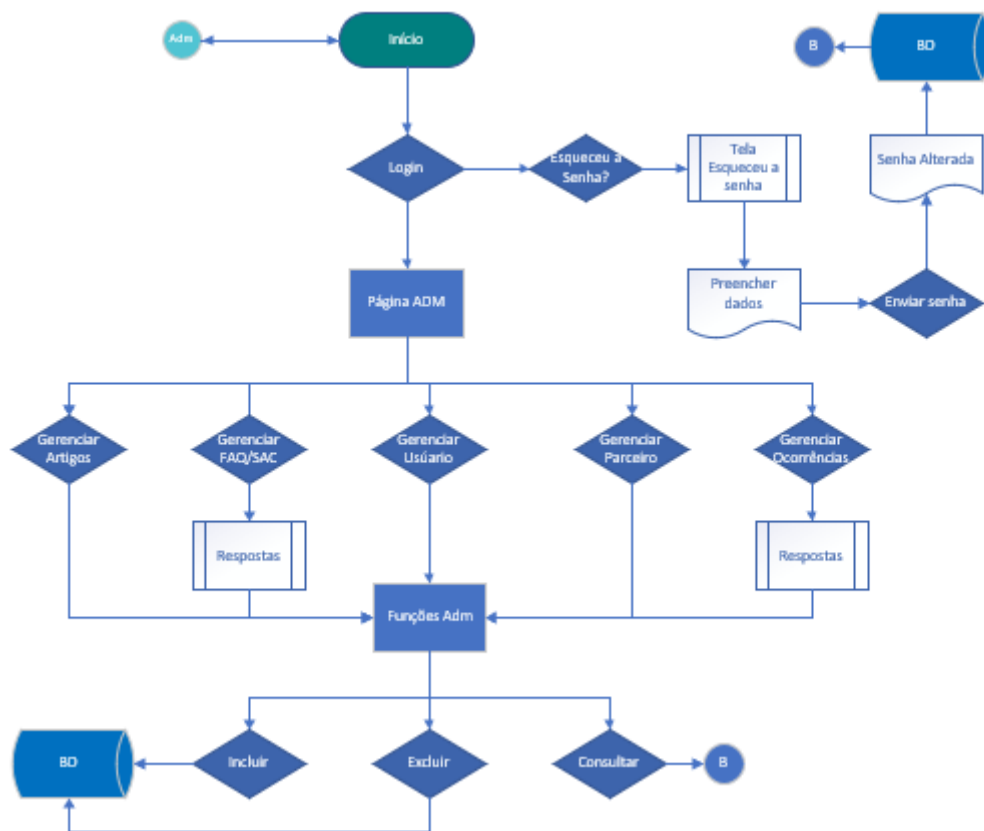 Adm
Início
B
BD
Login
Esqueceu a
Senha?
Tela
Esqueceu a
senha
Senha Alterada
Página ADM
Preencher
dados
Enviar senha
Gerenciar
Artigos
Gerenciar
FAQ/SAC
Gerenciar
Usúario
Gerenciar
Parceiro
Gerenciar
Ocorrências
Respostas
Respostas
Funções Adm
BD
Incluir
Excluir
Consultar
B